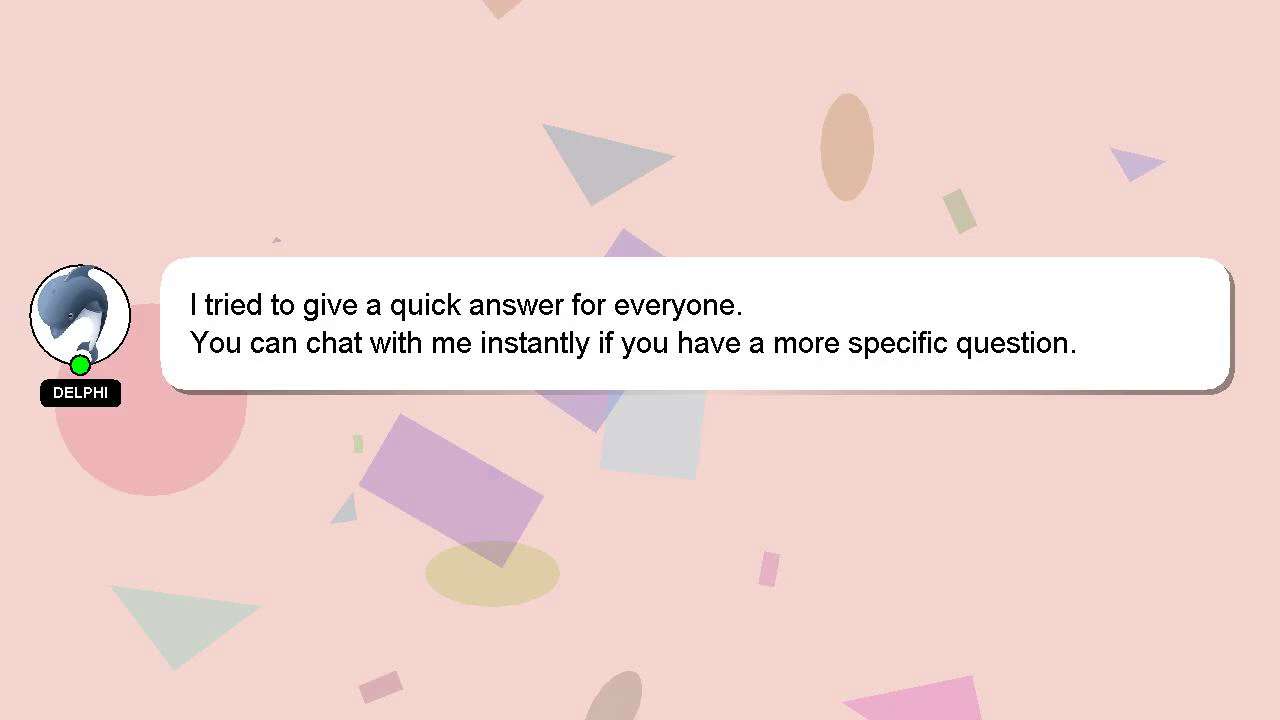 I tried to give a quick answer for everyone.
You can chat with me instantly if you have a more specific question.
DELPHI